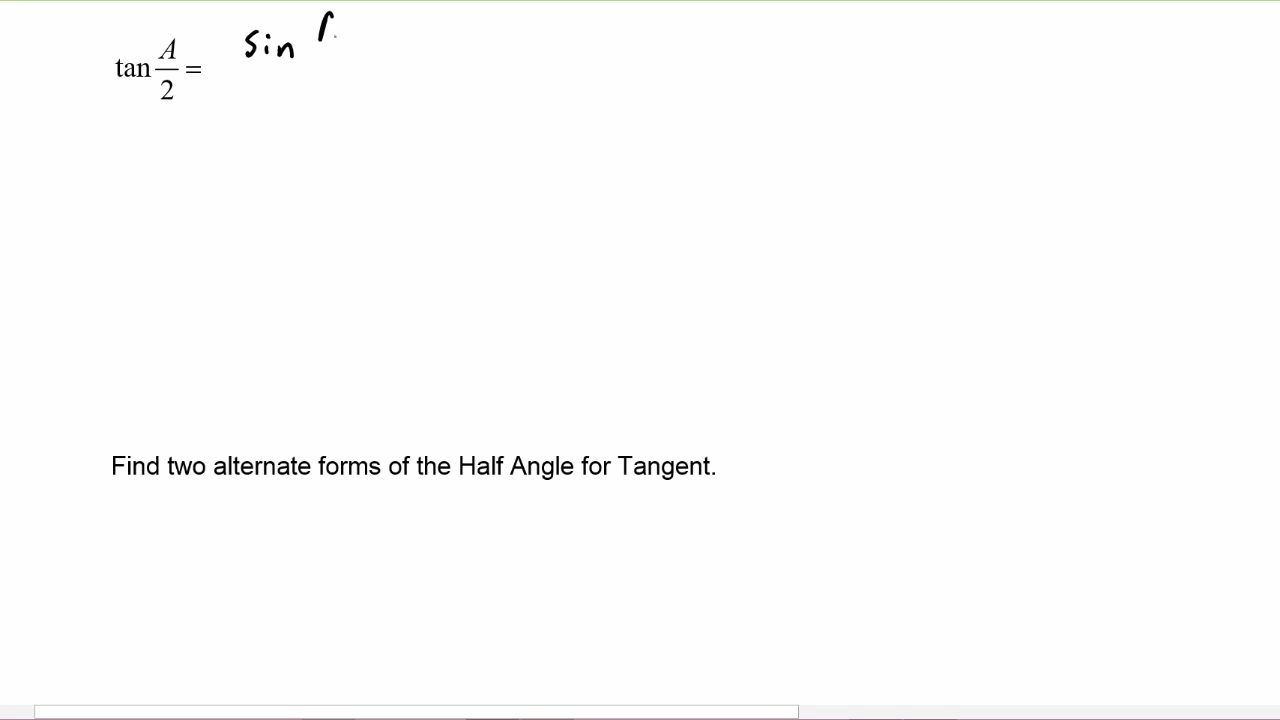 tan A/2 = sin
Find two alternate forms of the Half Angle for Tangent.